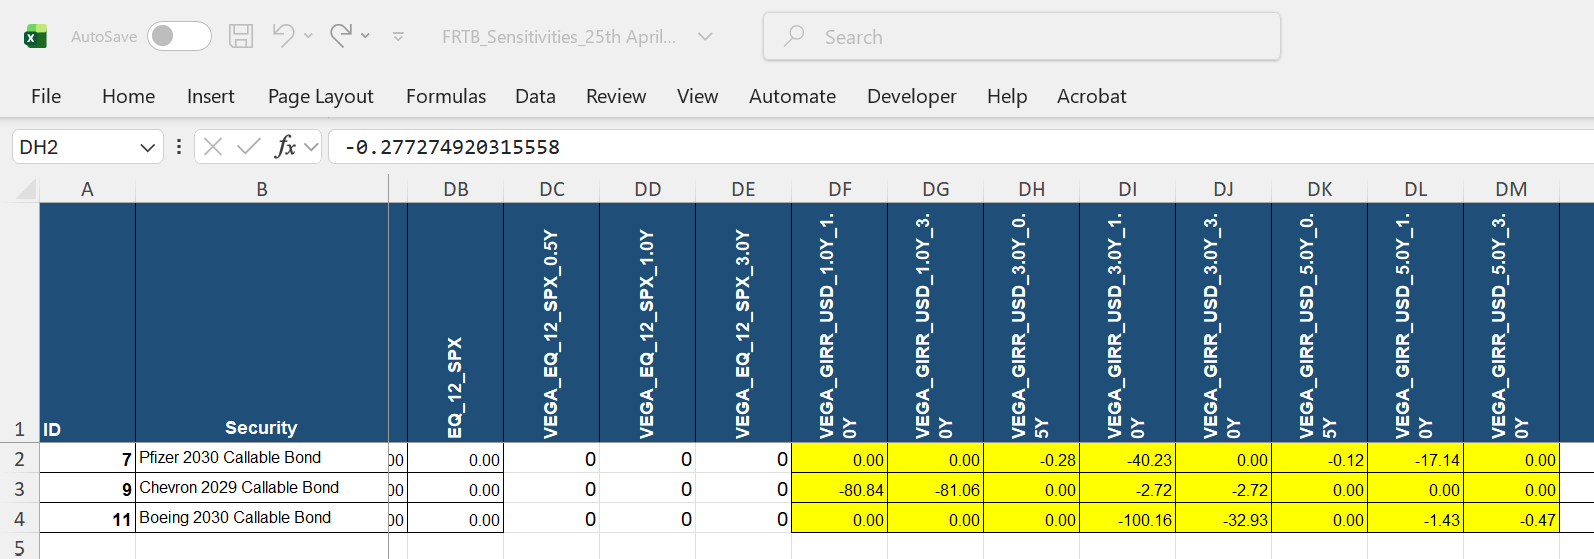 AutoSave FRTB_Sensitivities_25th April... Search
File Home Insert Page Layout Formulas Data Review View Automate Developer Help Acrobat
DH2 fx -0.277274920315558
A B DB DC DD DE DF DG DH DI DJ DK DL DM
1 ID Security EQ_12_SPX VEGA_EQ_12_SPX_0.5Y VEGA_EQ_12_SPX_1.0Y VEGA_EQ_12_SPX_3.0Y VEGA_GIRR_USD_1.0Y_1.0Y VEGA_GIRR_USD_1.0Y_3.0Y VEGA_GIRR_USD_3.0Y_0.5Y VEGA_GIRR_USD_3.0Y_1.0Y VEGA_GIRR_USD_3.0Y_3.0Y VEGA_GIRR_USD_5.0Y_0.5Y VEGA_GIRR_USD_5.0Y_1.0Y VEGA_GIRR_USD_5.0Y_3.0Y
2 7 Pfizer 2030 Callable Bond 00 0.00 0 0 0 0.00 0.00 -0.28 -40.23 0.00 -0.12 -17.14 0.00
3 9 Chevron 2029 Callable Bond 00 0.00 0 0 0 -80.84 -81.06 0.00 -2.72 -2.72 0.00 0.00 0.00
4 11 Boeing 2030 Callable Bond 00 0.00 0 0 0 0.00 0.00 0.00 -100.16 -32.93 0.00 -1.43 -0.47
5